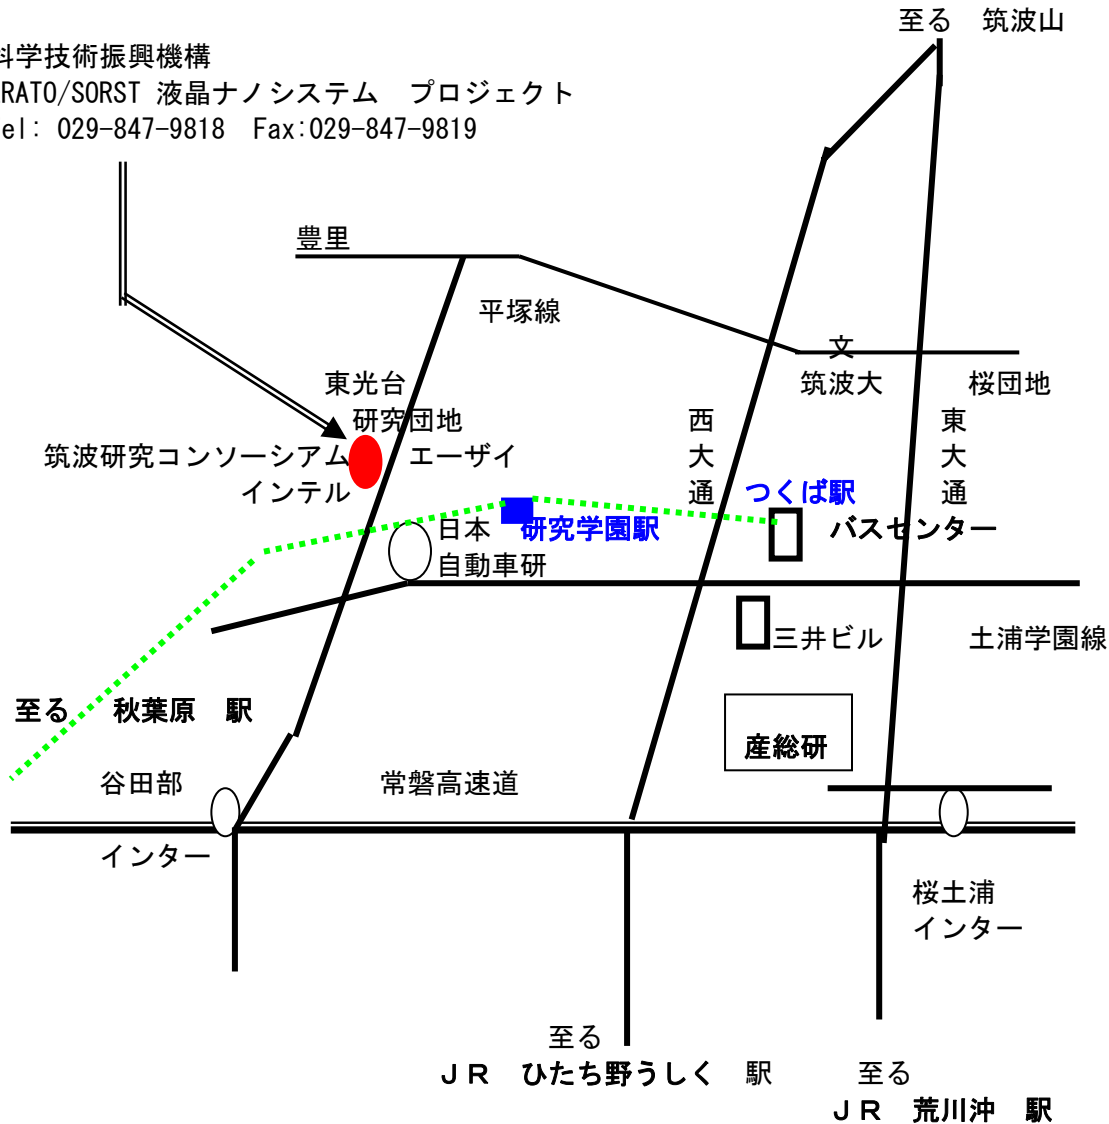 至る　筑波山
科学技術振興機構
RATO/SORST 液晶ナノシステム　プロジェクト
el: 029-847-9818　Fax:029-847-9819
豊里
平塚線
文
東光台
筑波大
桜団地
研究団地
西大通
東大通
筑波研究コンソーシアム
エーザイ
インテル
つくば駅
日本
研究学園駅
バスセンター
自動車研
三井ビル
土浦学園線
至る　秋葉原　駅
産総研
谷田部
常磐高速道
インター
桜土浦
インター
至る
ＪＲ　ひたち野うしく　駅
至る
ＪＲ　荒川沖　駅